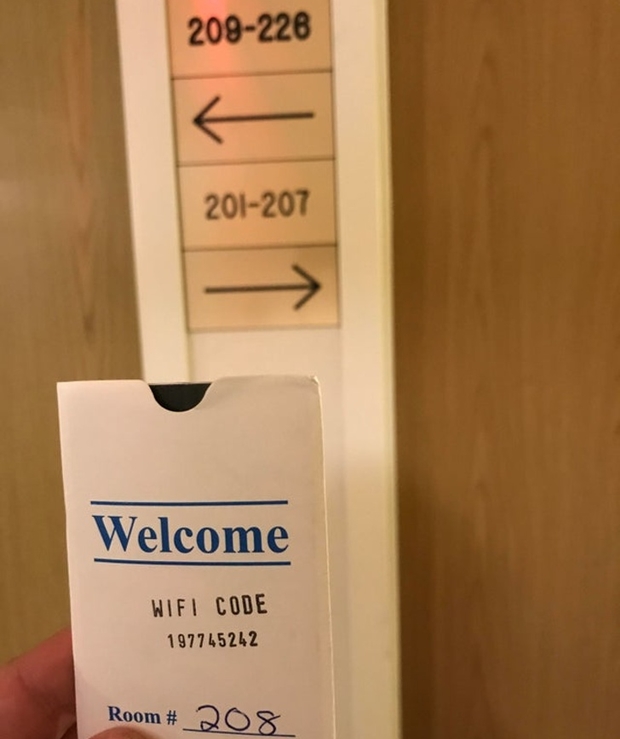 209-226
←
201-207
→
Welcome
WIFI CODE
197745242
Room # 208